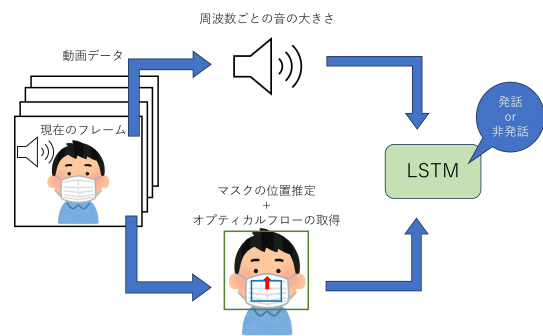 周波数ごとの音の大きさ
動画データ
現在のフレーム
発話
or
非発話
LSTM
マスクの位置推定
+
オプティカルフローの取得